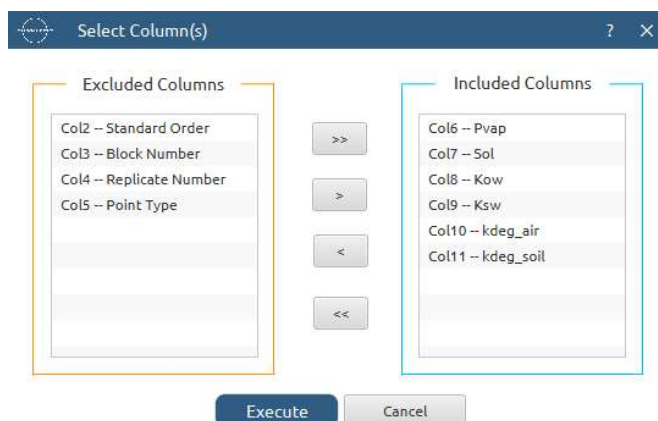 Select Column(s)
? ×
Excluded Columns
Included Columns
Col2 -- Standard Order
Col3 -- Block Number
Col4 -- Replicate Number
Col5 -- Point Type
>>
>
<
<<
Col6 -- Pvap
Col7 -- Sol
Col8 -- Kow
Col9 -- Ksw
Col10 -- kdeg_air
Col11 -- kdeg_soil
Execute
Cancel